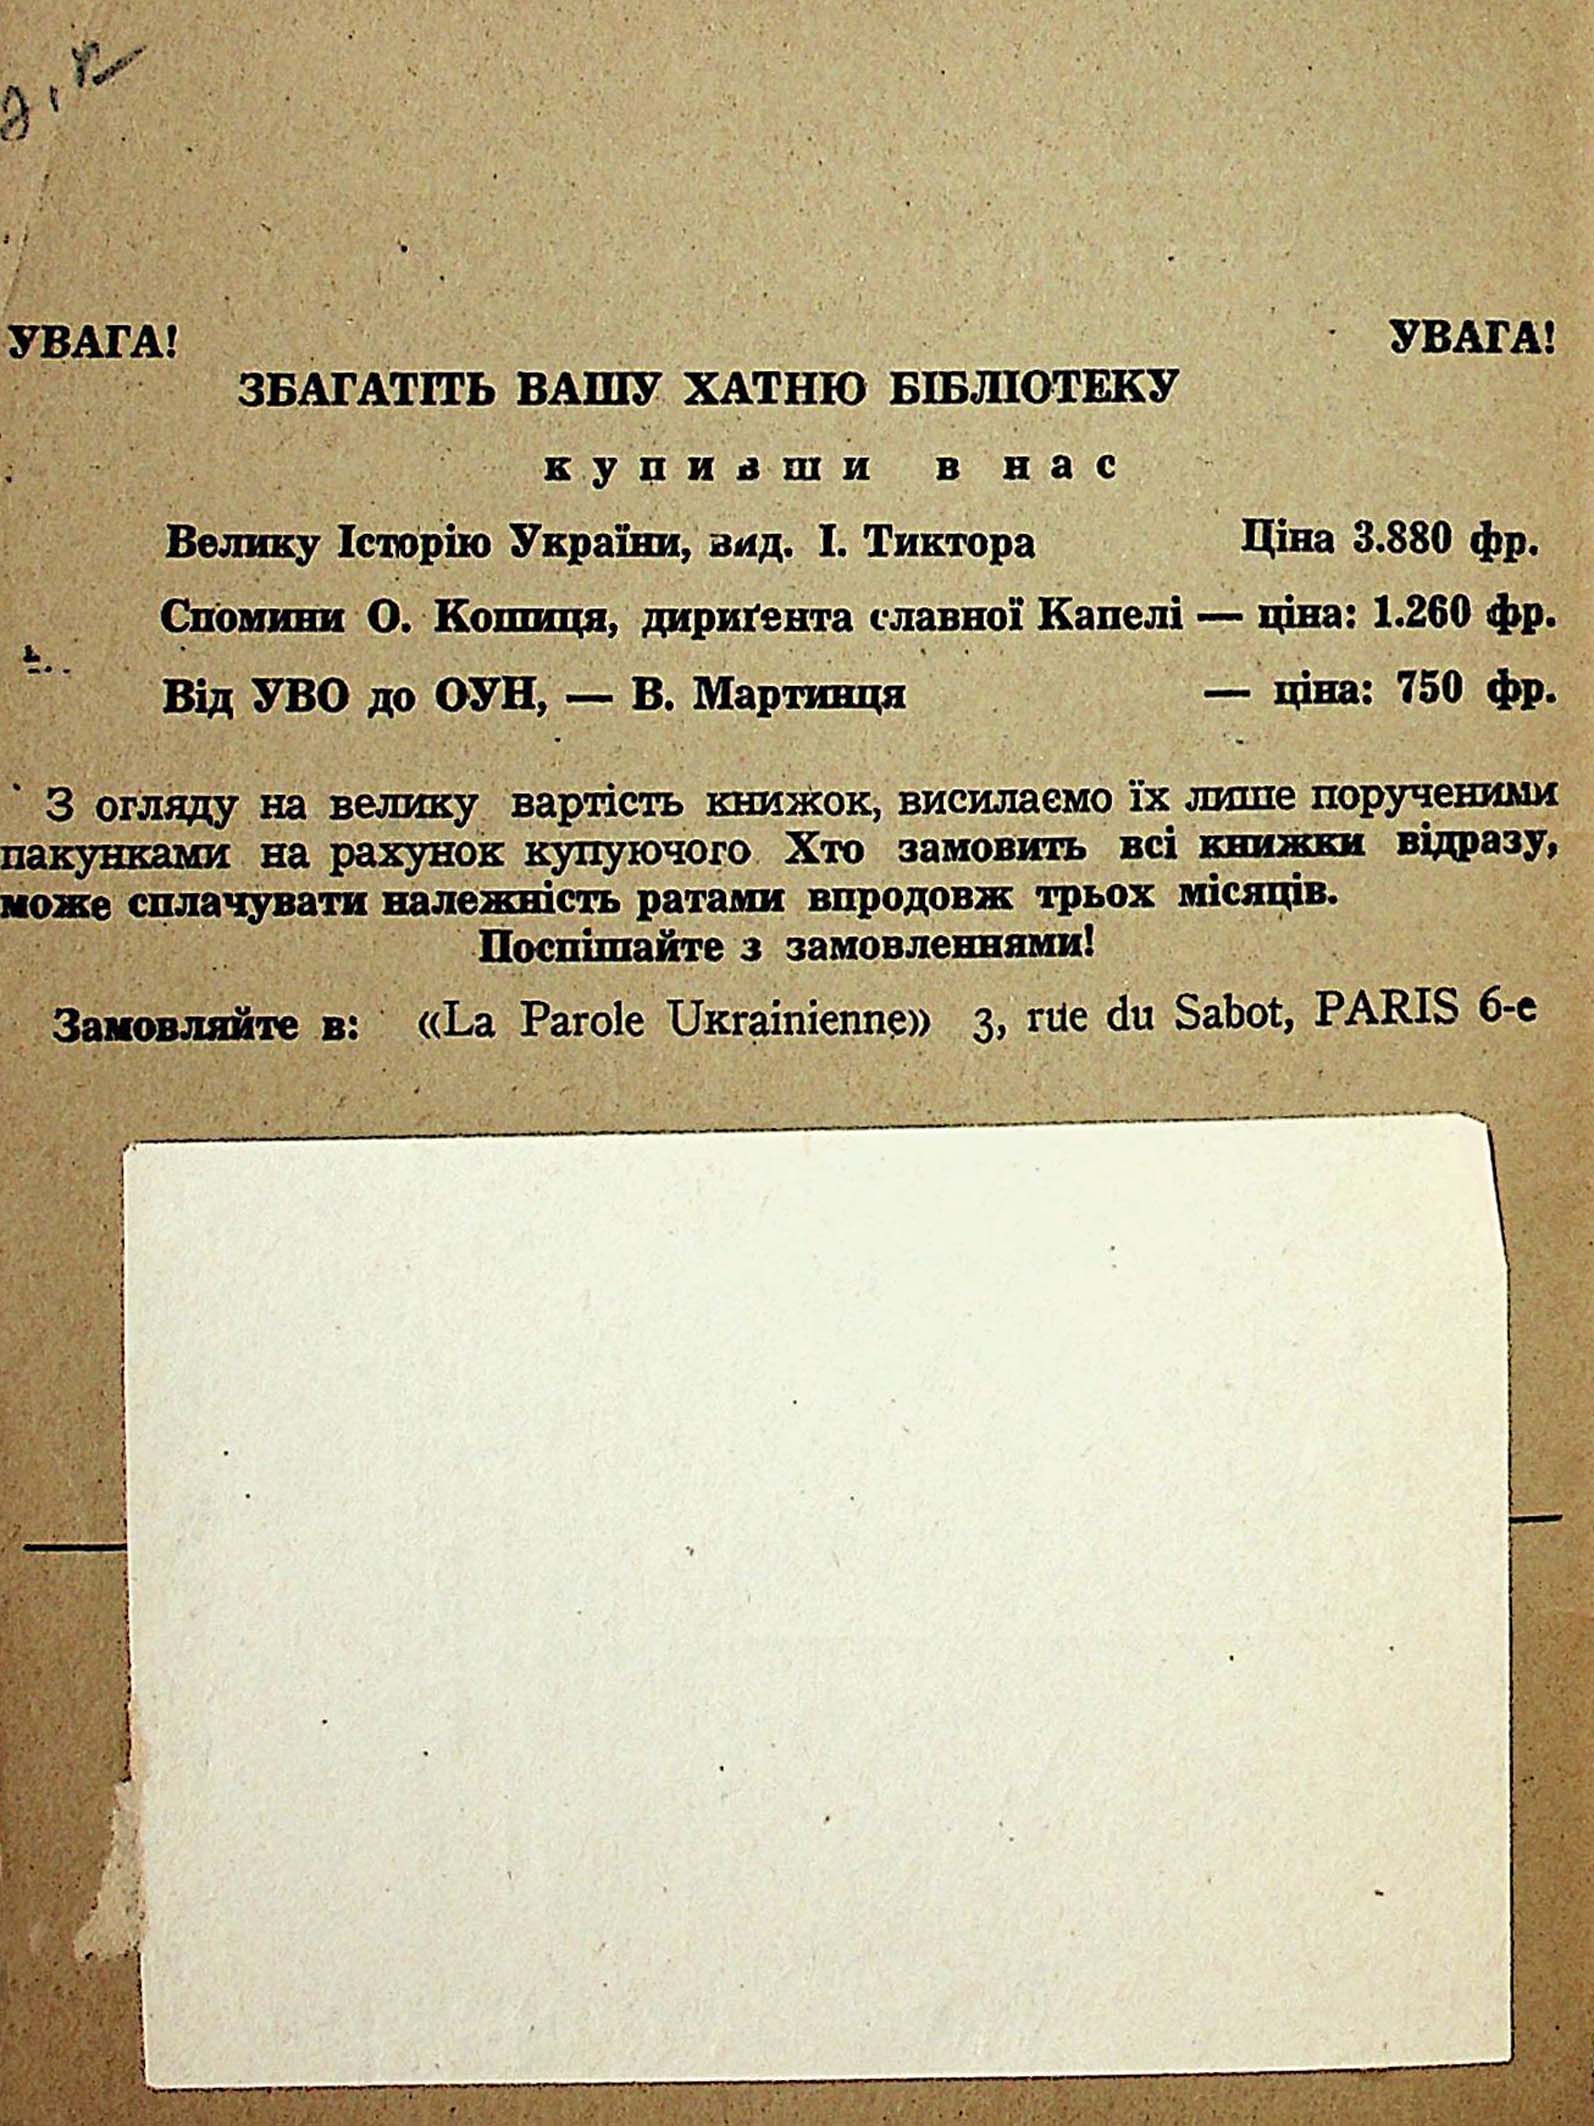 УВАГА! УВАГА!
ЗБАГАТІТЬ ВАШУ ХАТНЮ БІБЛІОТЕКУ
купивши в нас
Велику Історію України, вид. І. Тиктора Ціна 3.880 фр.
Спомини О. Кошиця, дириґента славної Капелі — ціна: 1.260 фр.
Від УВО до ОУН, — В. Мартинця — ціна: 750 фр.
З огляду на велику вартість книжок, висилаємо їх лише порученими
пакунками на рахунок купуючого. Хто замовить всі книжки відразу,
може сплачувати належність ратами впродовж трьох місяців.
Поспішайте з замовленнями!
Замовляйте в: «La Parole Ukrainienne» 3, rue du Sabot, PARIS 6-e